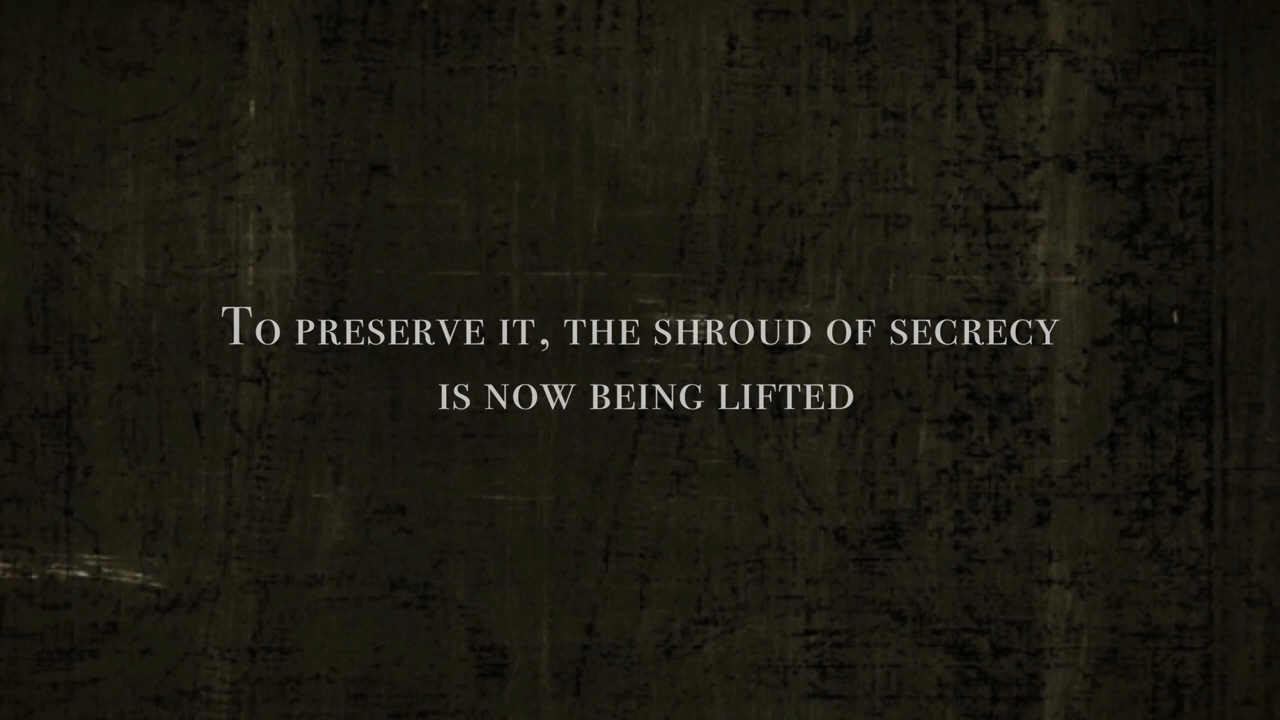 To preserve it, the shroud of secrecy
is now being lifted